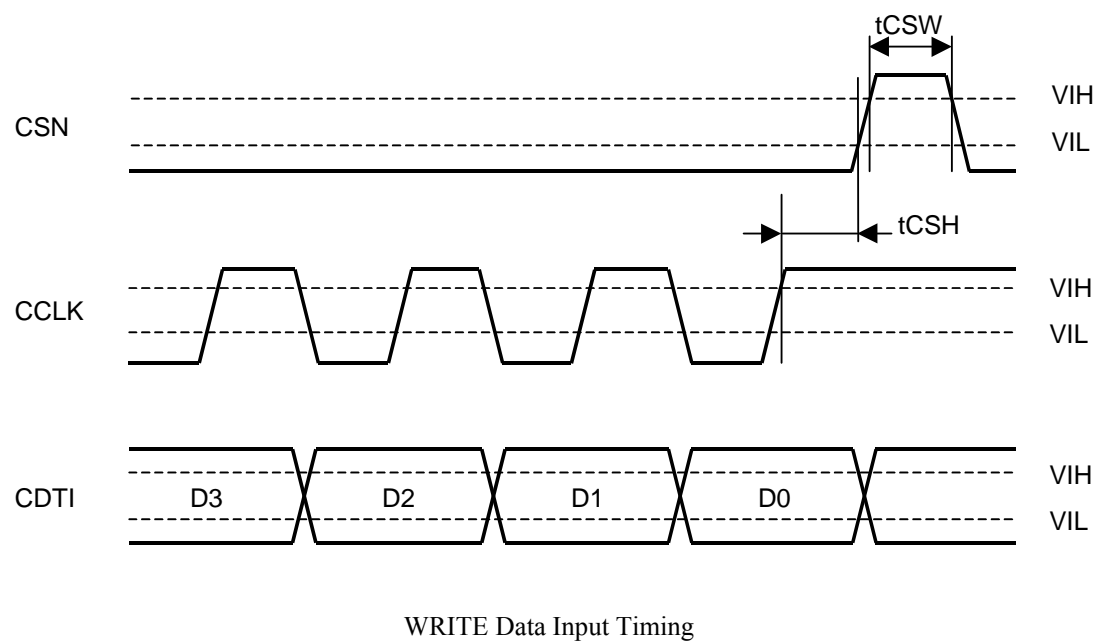 tCSW
VIH
CSN
VIL
tCSH
VIH
CCLK
VIL
VIH
CDTI D3 D2 D1 D0
VIL
WRITE Data Input Timing